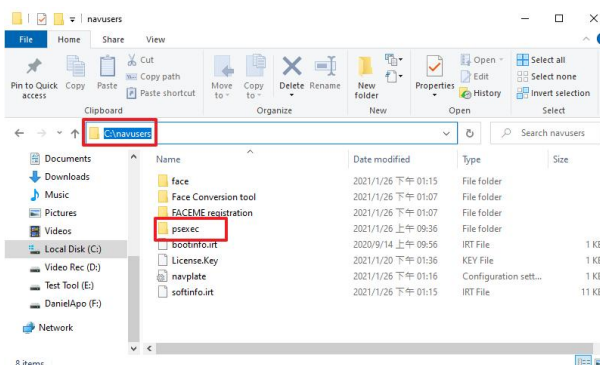 navusers
File Home Share View
Pin to Quick access
Copy
Paste
Cut
Copy path
Paste shortcut
Clipboard
Move to
Copy to
Delete
Rename
Organize
New folder
New
Properties
Open
Edit
History
Open
Select all
Select none
Invert selection
Select
C:\navusers
Search navusers
Documents
Downloads
Music
Pictures
Videos
Local Disk (C:)
Video Rec (D:)
Test Tool (E:)
DanielApo (F:)
Network
Name Date modified Type Size
face 2021/1/26 下午 01:15 File folder
Face Conversion tool 2021/1/26 下午 01:07 File folder
FACEME registration 2021/1/26 下午 01:07 File folder
psexec 2021/1/26 上午 09:36 File folder
bootinfo.irt 2020/9/14 上午 09:56 IRT File 1 KB
License.Key 2021/1/20 下午 01:36 KEY File 1 KB
navplate 2021/1/26 下午 01:16 Configuration sett... 1 KB
softinfo.irt 2021/1/26 下午 01:15 IRT File 11 KB
8 items